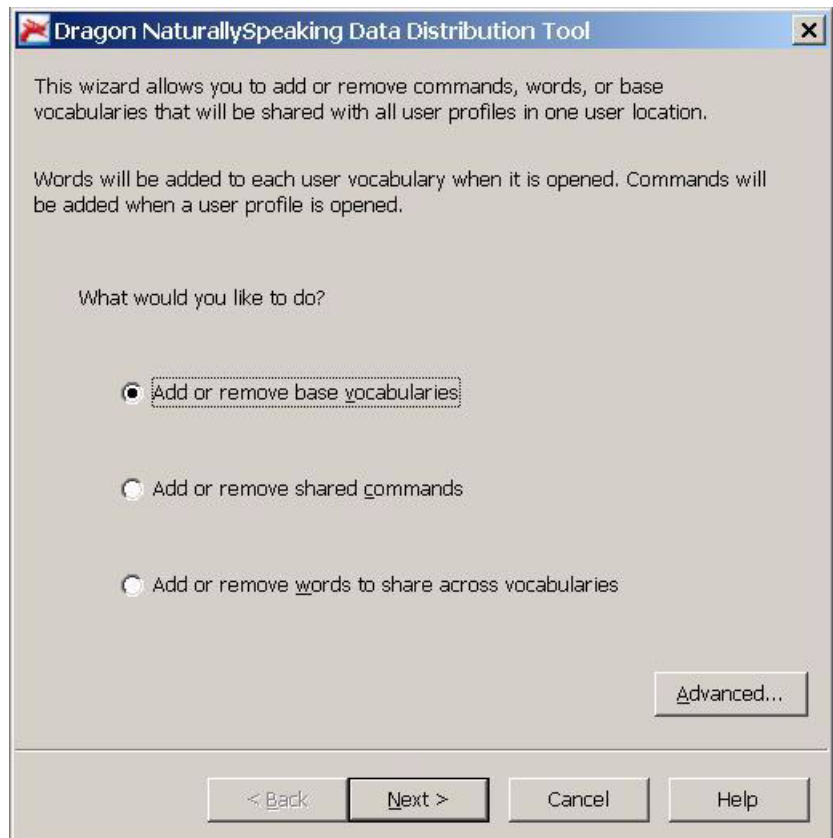 Dragon NaturallySpeaking Data Distribution Tool
This wizard allows you to add or remove commands, words, or base
vocabularies that will be shared with all user profiles in one user location.
Words will be added to each user vocabulary when it is opened. Commands will
be added when a user profile is opened.
What would you like to do?
Add or remove base vocabularies
Add or remove shared commands
Add or remove words to share across vocabularies
Advanced...
< Back Next > Cancel Help